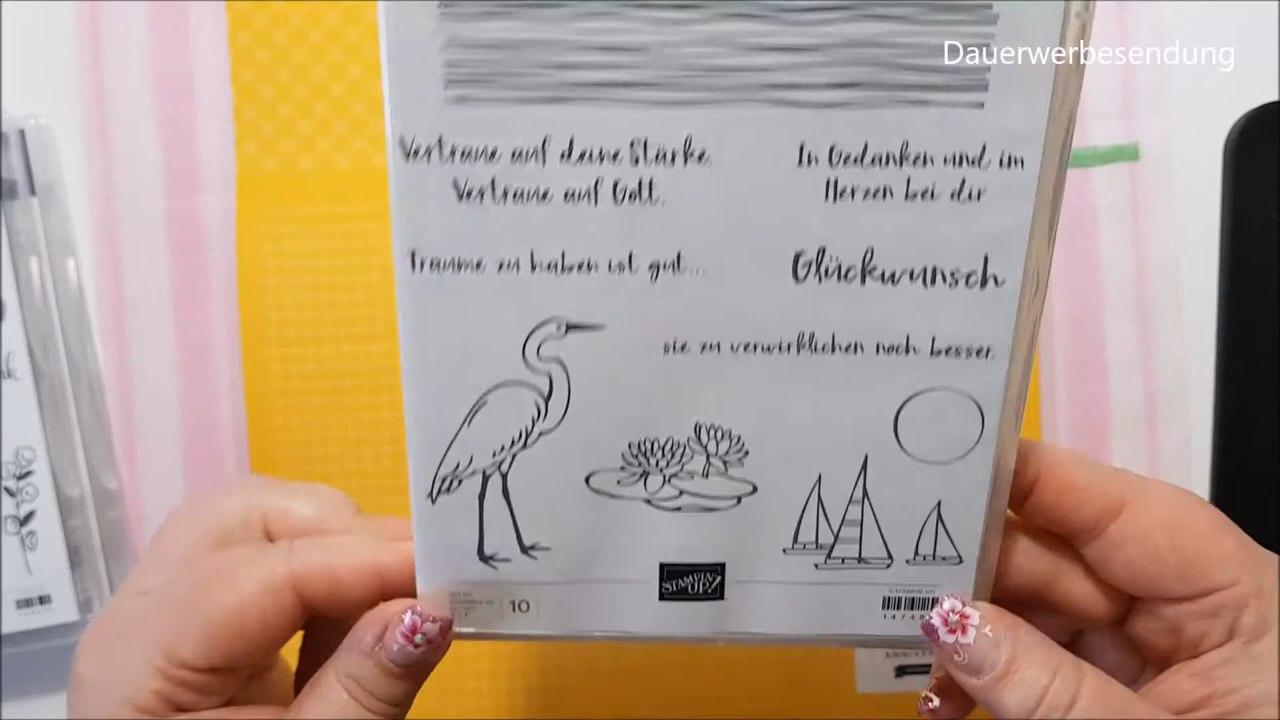 Dauerwerbesendung
Vertraue auf deine Stärke.
Vertraue auf Gott.
In Gedanken und im
Herzen bei dir
Träume zu haben ist gut...
Glückwunsch
sie zu verwirklichen noch besser.
STAMPIN' UP!
10